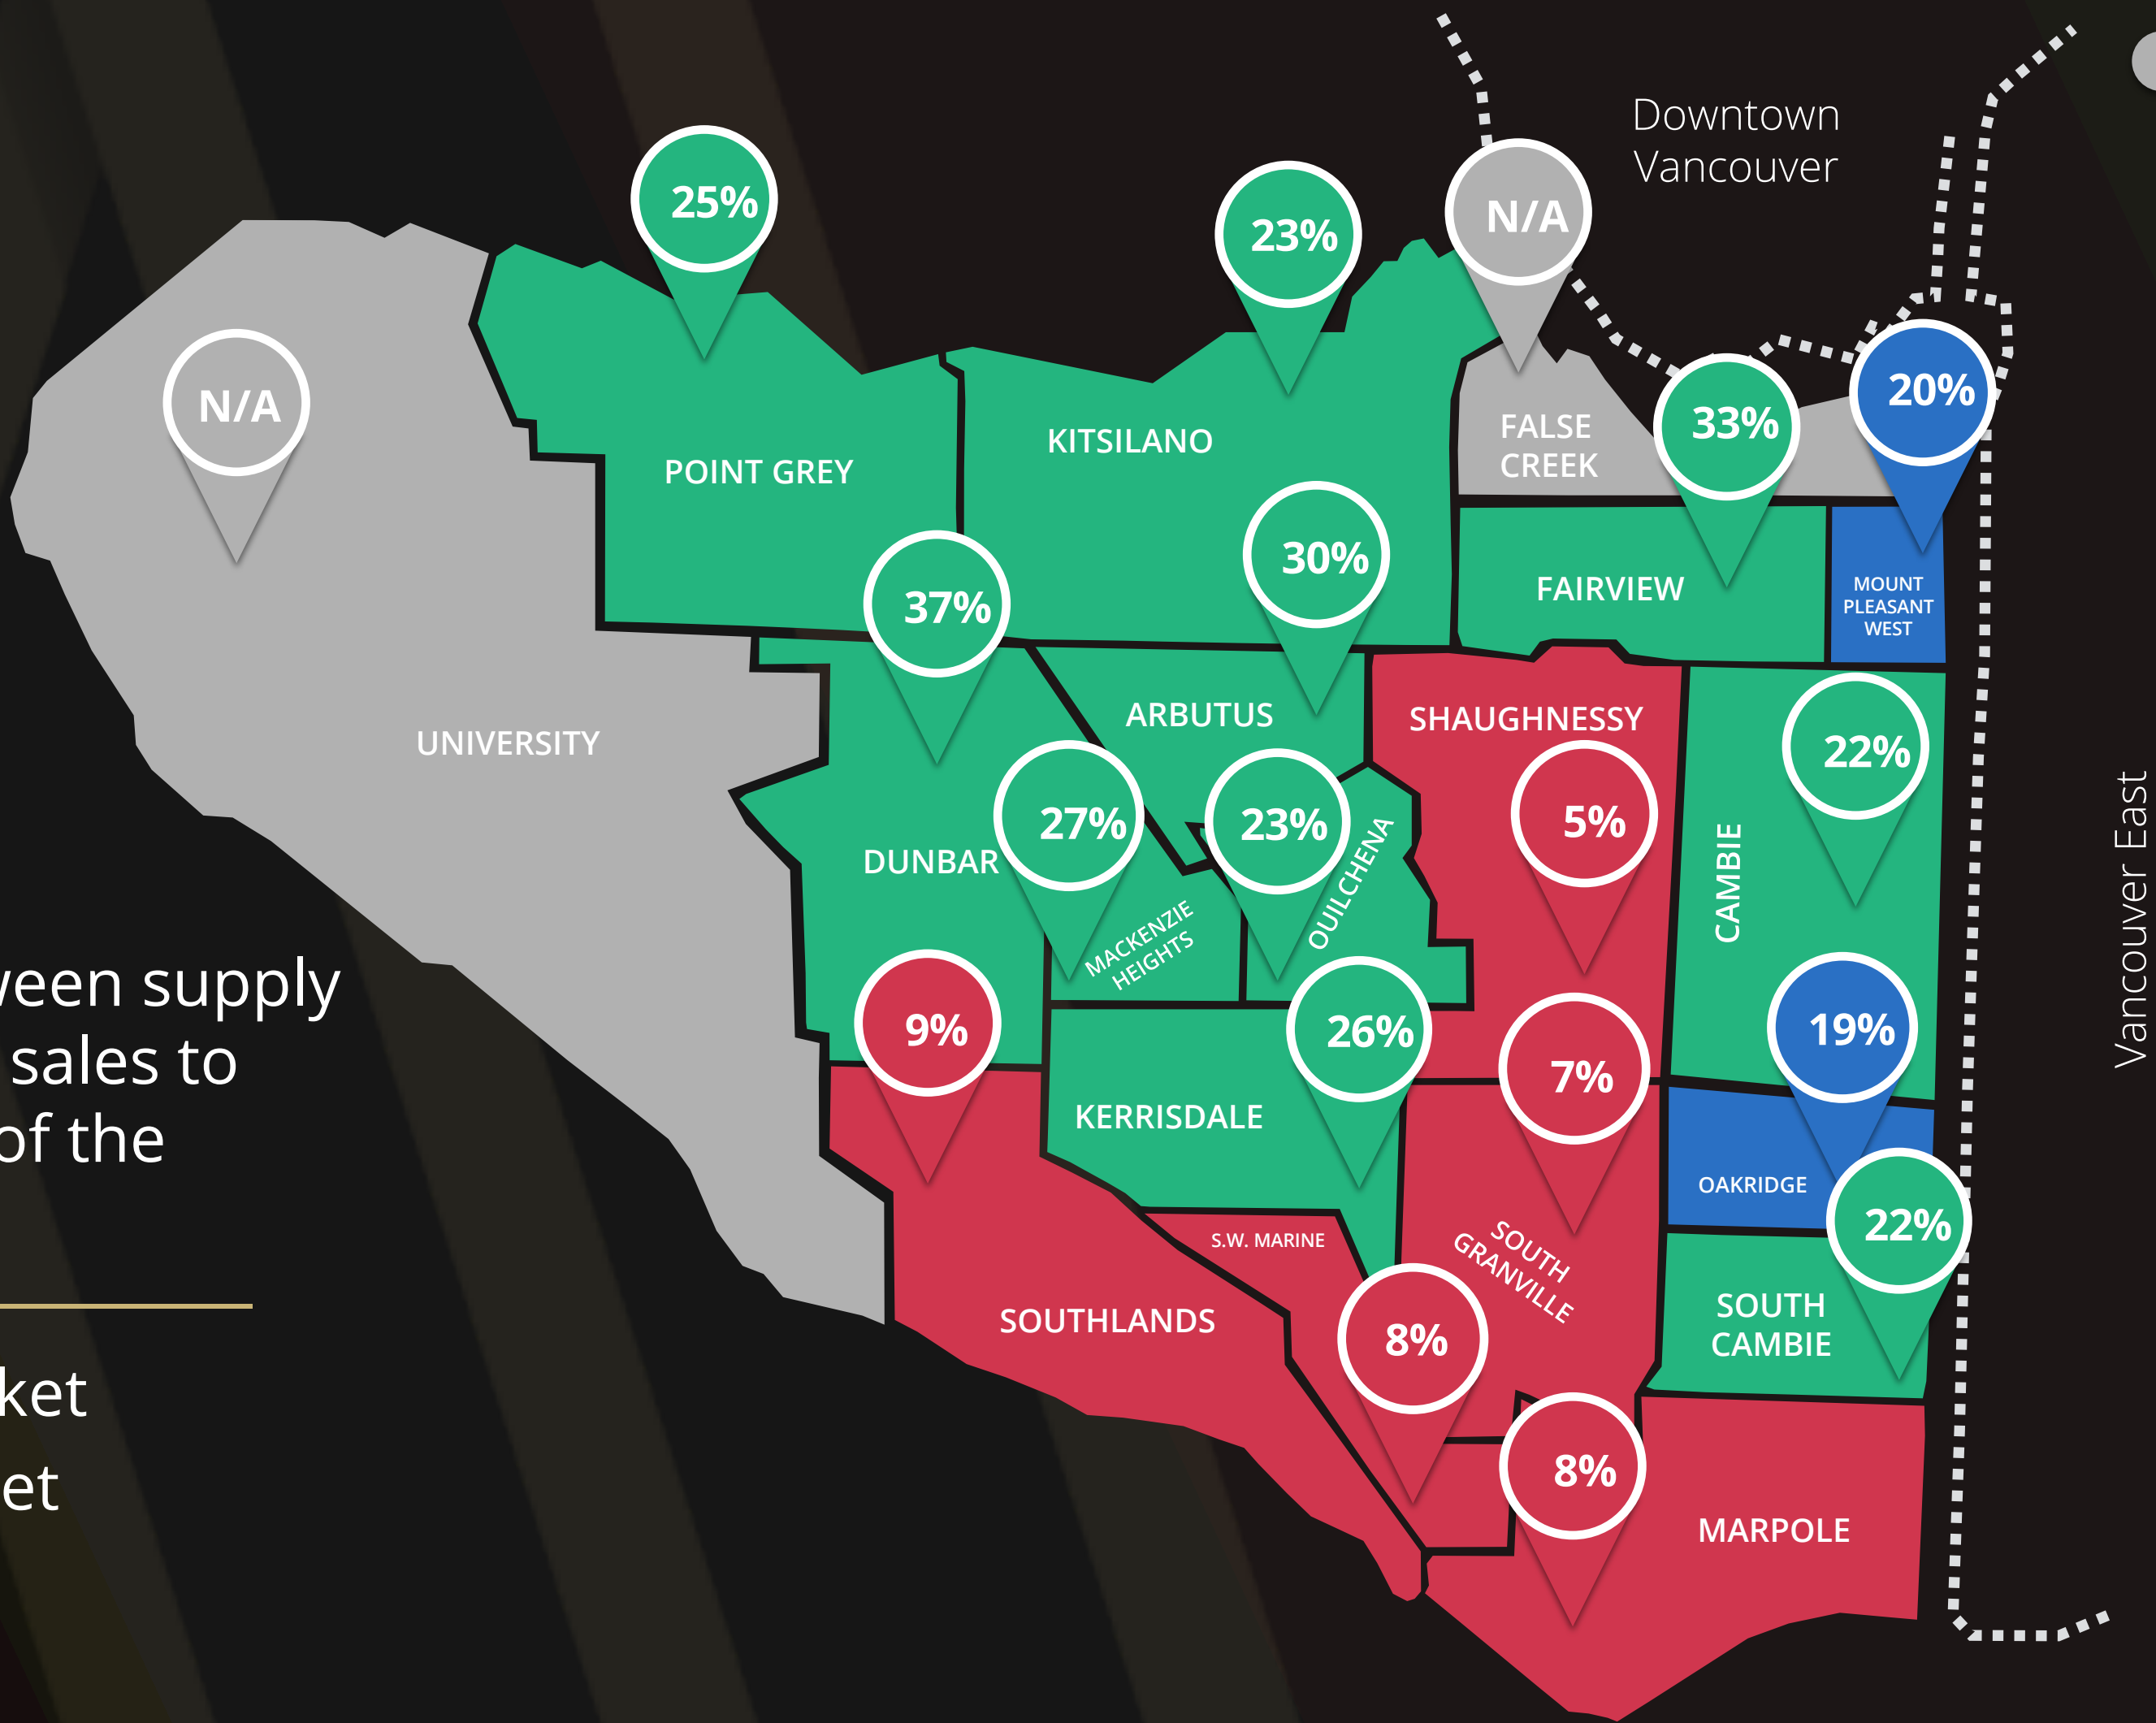 Downtown
Vancouver
25%
23%
N/A
N/A
20%
33%
FALSE
CREEK
KITSILANO
POINT GREY
30%
37%
FAIRVIEW
MOUNT
PLEASANT
WEST
ARBUTUS
SHAUGHNESSY
UNIVERSITY
22%
27%
23%
5%
DUNBAR
CAMBIE
QUILCHENA
MACKENZIE
HEIGHTS
Vancouver East
ween supply
9%
26%
7%
19%
sales to
KERRISDALE
of the
OAKRIDGE
22%
S.W. MARINE
SOUTH
GRANVILLE
SOUTHLANDS
8%
SOUTH
CAMBIE
ket
8%
et
MARPOLE